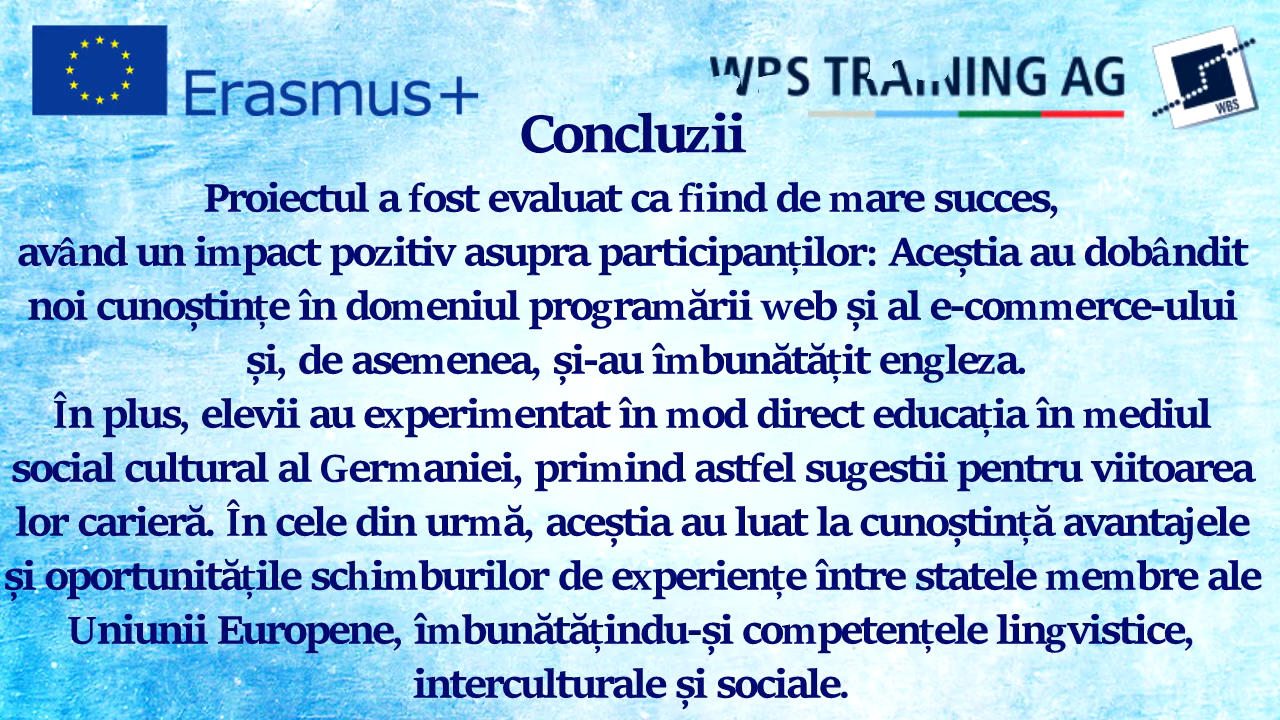 Erasmus+
WPS TRAINING AG
WBS
Concluzii
Proiectul a fost evaluat ca fiind de mare succes,
având un impact pozitiv asupra participanților: Aceștia au dobândit
noi cunoștințe în domeniul programării web și al e-commerce-ului
și, de asemenea, și-au îmbunătățit engleza.
În plus, elevii au experimentat în mod direct educația în mediul
social cultural al Germaniei, primind astfel sugestii pentru viitoarea
lor carieră. În cele din urmă, aceștia au luat la cunoștință avantajele
și oportunitățile schimburilor de experiențe între statele membre ale
Uniunii Europene, îmbunătățindu-și competențele lingvistice,
interculturale și sociale.